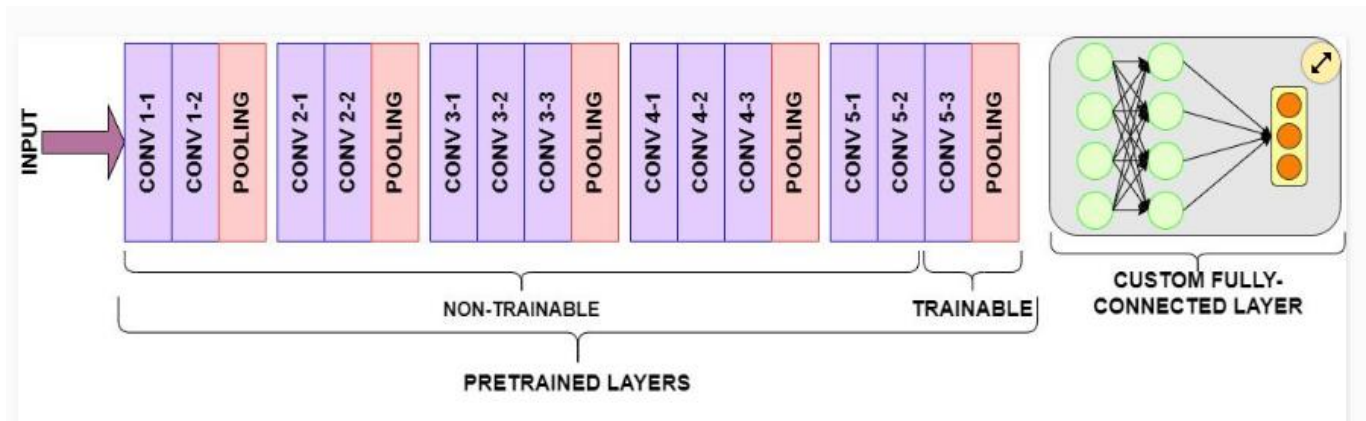 INPUT
CONV 1-1
CONV 1-2
POOLING
CONV 2-1
CONV 2-2
POOLING
CONV 3-1
CONV 3-2
CONV 3-3
POOLING
CONV 4-1
CONV 4-2
CONV 4-3
POOLING
CONV 5-1
CONV 5-2
CONV 5-3
POOLING
NON-TRAINABLE
TRAINABLE
CUSTOM FULLY-
CONNECTED LAYER
PRETRAINED LAYERS